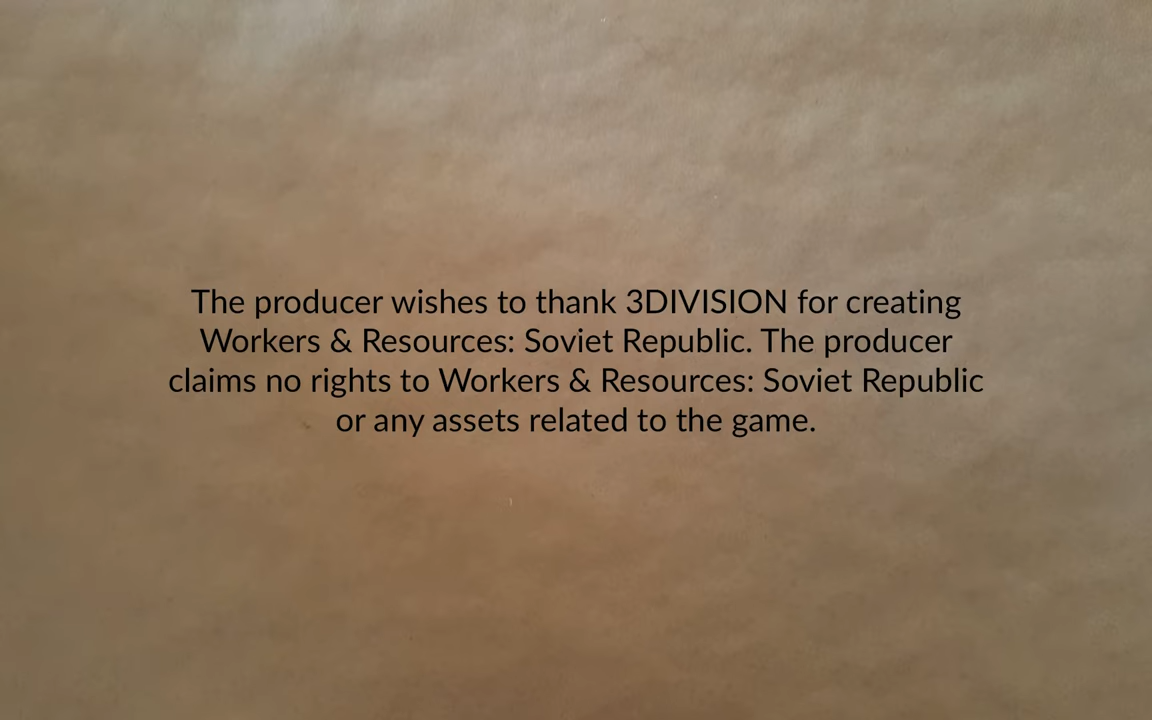 The producer wishes to thank 3DIVISION for creating
Workers & Resources: Soviet Republic. The producer
claims no rights to Workers & Resources: Soviet Republic
or any assets related to the game.